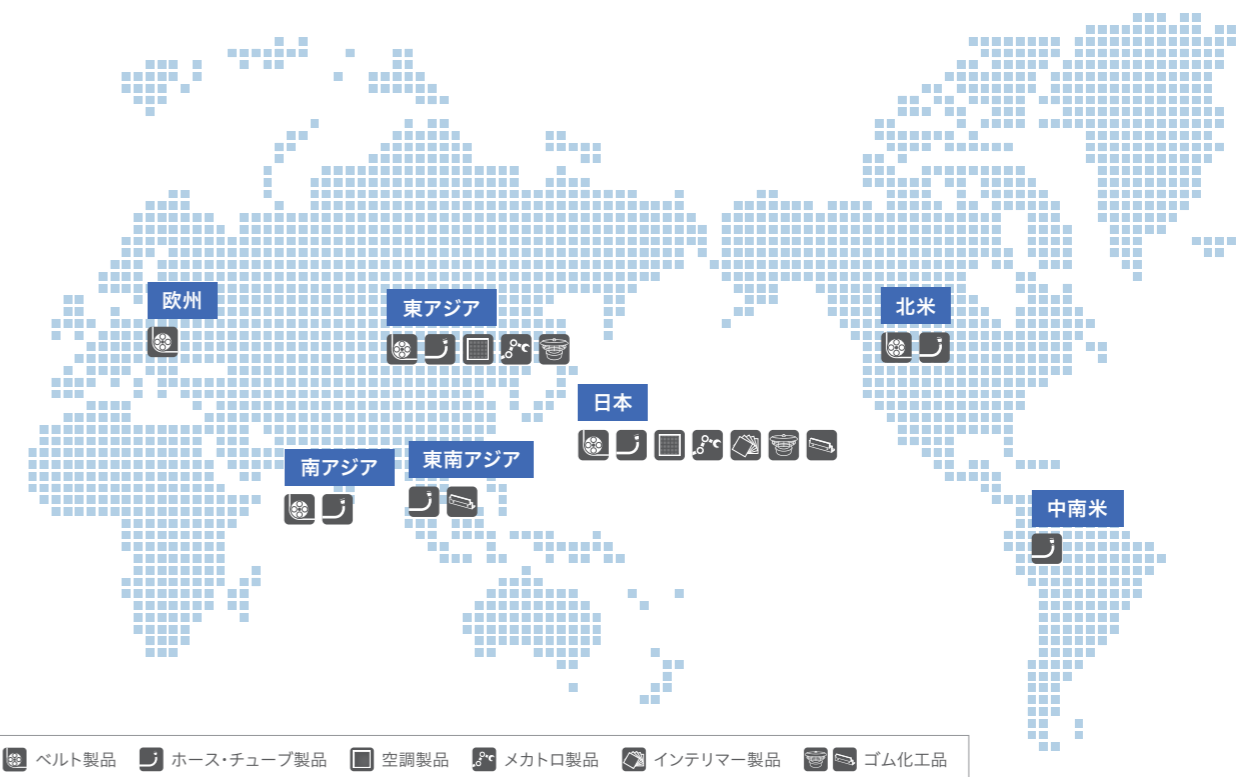 欧州
東アジア
北米
日本
南アジア
東南アジア
中南米
ベルト製品
ホース・チューブ製品
空調製品
メカトロ製品
インテリマー製品
ゴム化工品